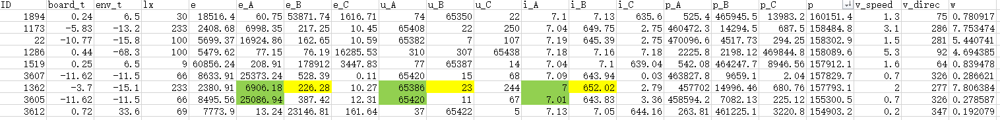 ID board_t env_t lx e e_A e_B e_C u_A u_B u_C i_A i_B i_C p_A p_B p_C p v_speed v_direc w
1894 0.24 6.5 30 18516.4 60.75 53871.74 1616.71 74 65350 22 7.1 7.13 635.6 525.4 465945.5 13983.2 160151.4 1.3 75 0.780917
1173 -5.83 -13.2 233 2408.68 6998.35 217.25 10.45 65408 22 250 7.04 649.75 2.75 460472.3 14294.5 687.5 158484.8 3.1 286 7.753474
22 -10.77 -15.8 100 5699.37 16924.86 162.65 10.59 65382 7 107 7.19 645.39 2.75 470096.6 4517.73 294.25 158302.9 1.5 281 5.440741
1286 0.44 -68.3 100 5479.62 77.15 76.19 16285.53 310 307 65438 7.18 7.16 7.18 2225.8 2198.12 469844.8 158089.6 5.3 92 4.694385
1519 0.25 6.5 9 60856.24 208.91 178912 3447.83 77 65387 14 7.04 7.1 639.04 542.08 464247.7 8946.56 157912.1 1.6 64 0.839478
3607 -11.62 -11.5 66 8633.91 25373.24 528.39 0.11 65420 15 68 7.09 643.94 0.03 463827.8 9659.1 2.04 157829.7 0.7 326 0.286621
1362 -3.7 -15.1 233 2380.91 6906.18 226.28 10.27 65386 23 244 7 652.02 2.79 457702 14996.46 680.76 157793.1 2 277 7.806384
3605 -11.62 -11.5 66 8495.56 25086.94 387.42 12.31 65420 11 67 7.01 643.83 3.36 458594.2 7082.13 225.12 155300.5 0.7 326 0.278587
3612 0.72 33.6 69 7773.9 13.24 23146.81 161.64 37 65422 5 7.13 7.05 644.16 263.81 461225.1 3220.8 154903.2 0.2 347 0.192079